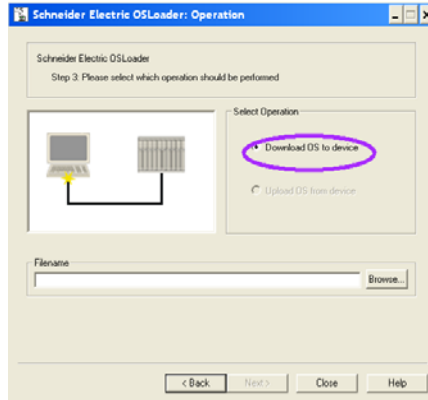 Schneider Electric OSLoader: Operation
Schneider Electric OSLoader
Step 3: Please select which operation should be performed
Select Operation
Download OS to device
Upload OS from device
Filename
Browse...
< Back
Next >
Close
Help